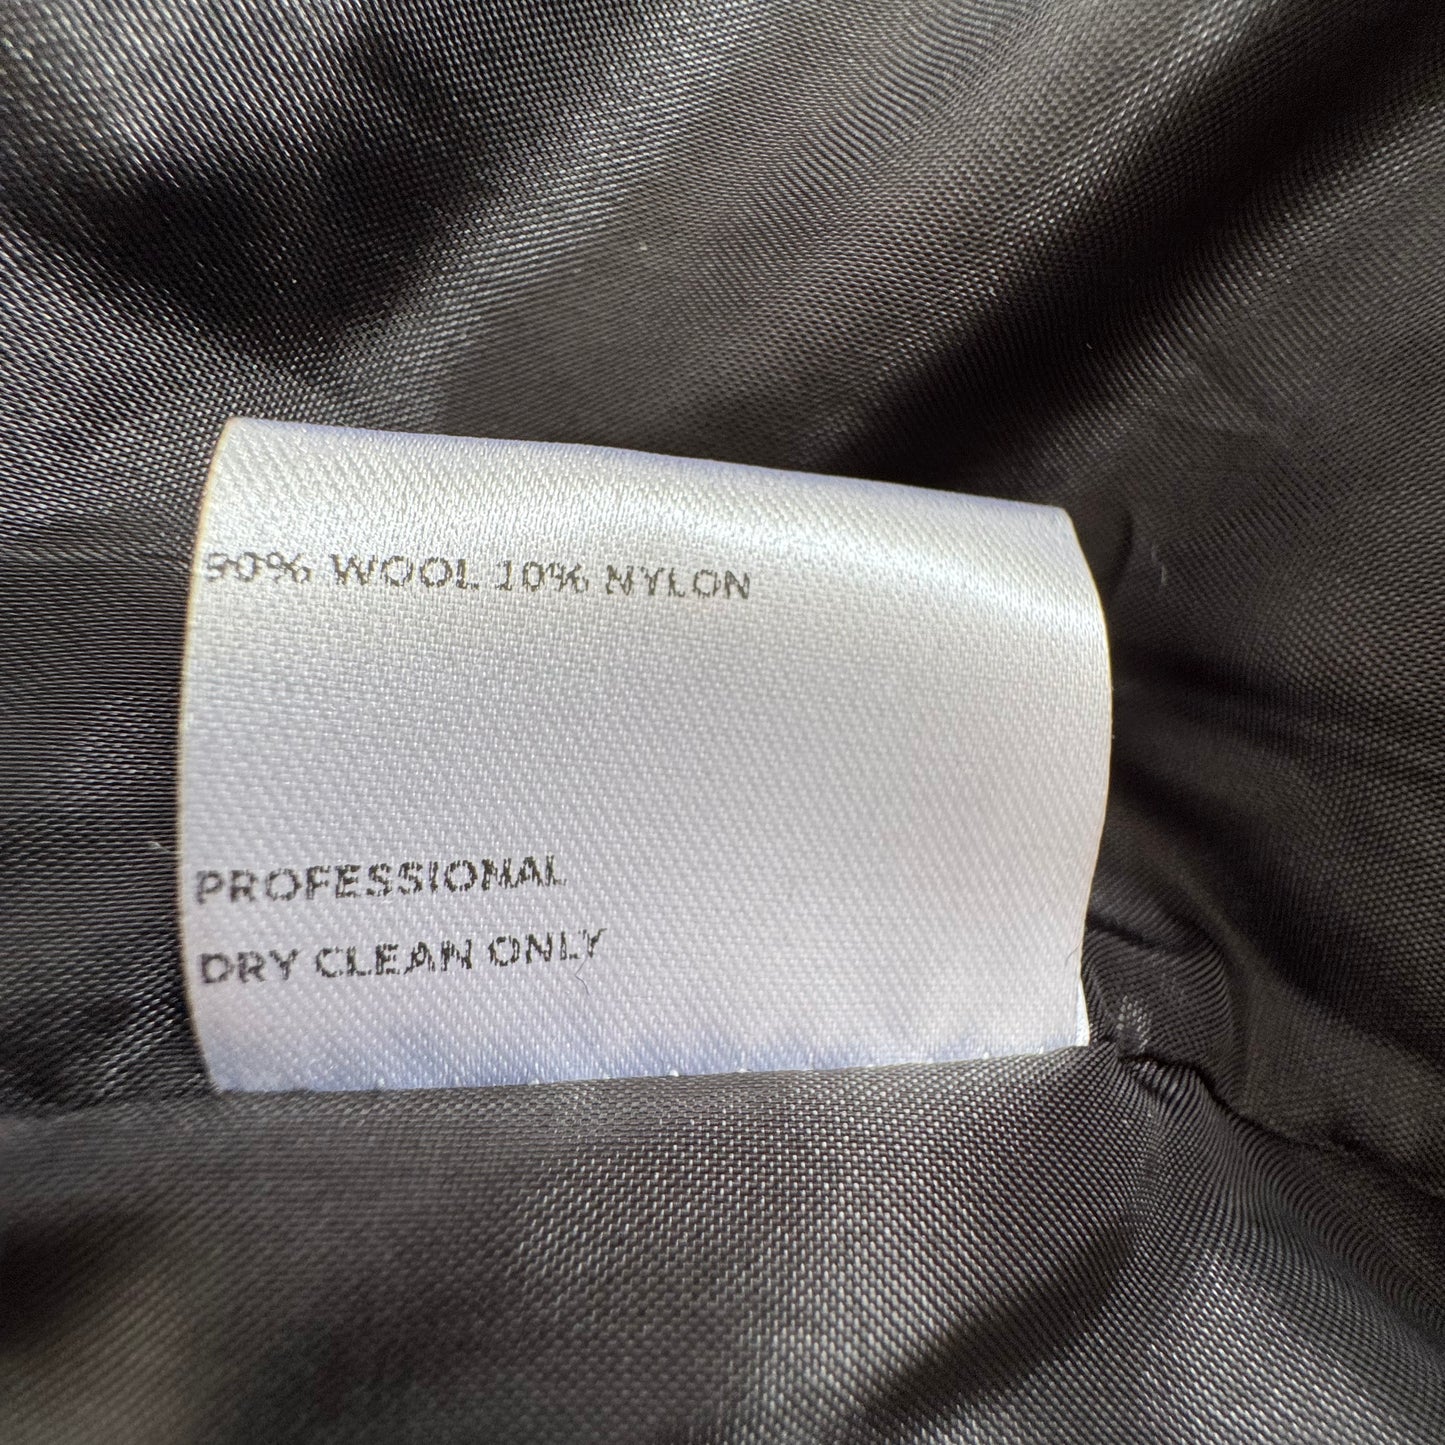 90% WOOL 10% NYLON
PROFESSIONAL
DRY CLEAN ONLY